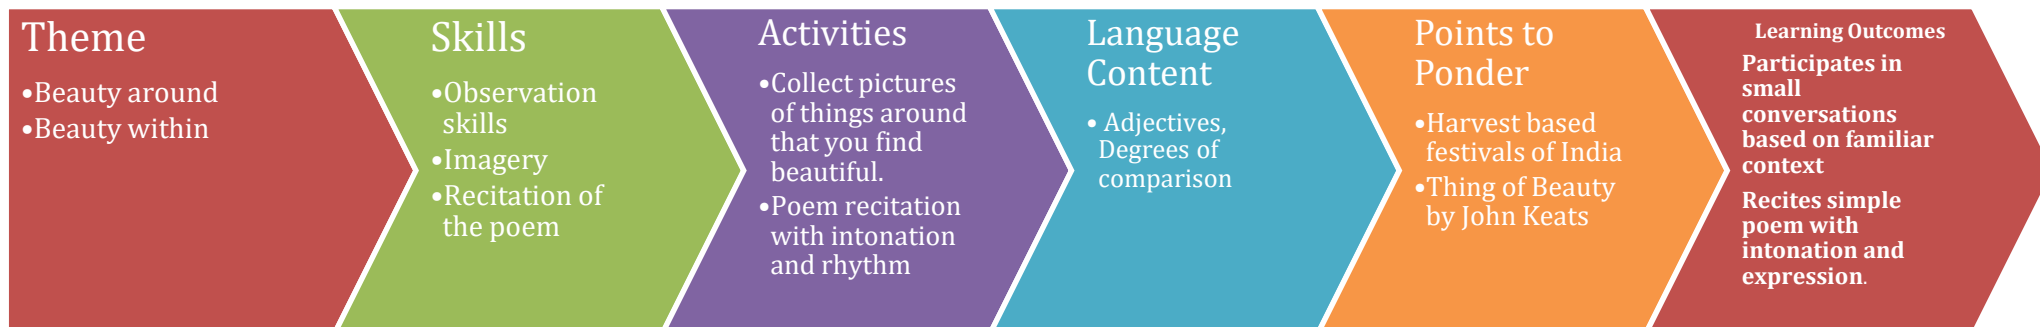 Theme
•Beauty around
•Beauty within
Skills
•Observation
skills
•Imagery
•Recitation of
the poem
Activities
•Collect pictures
of things around
that you find
beautiful.
•Poem recitation
with intonation
and rhythm
Language
Content
• Adjectives,
Degrees of
comparison
Points to
Ponder
•Harvest based
festivals of India
•Thing of Beauty
by John Keats
Learning Outcomes
Participates in
small
conversations
based on familiar
context
Recites simple
poem with
intonation and
expression.